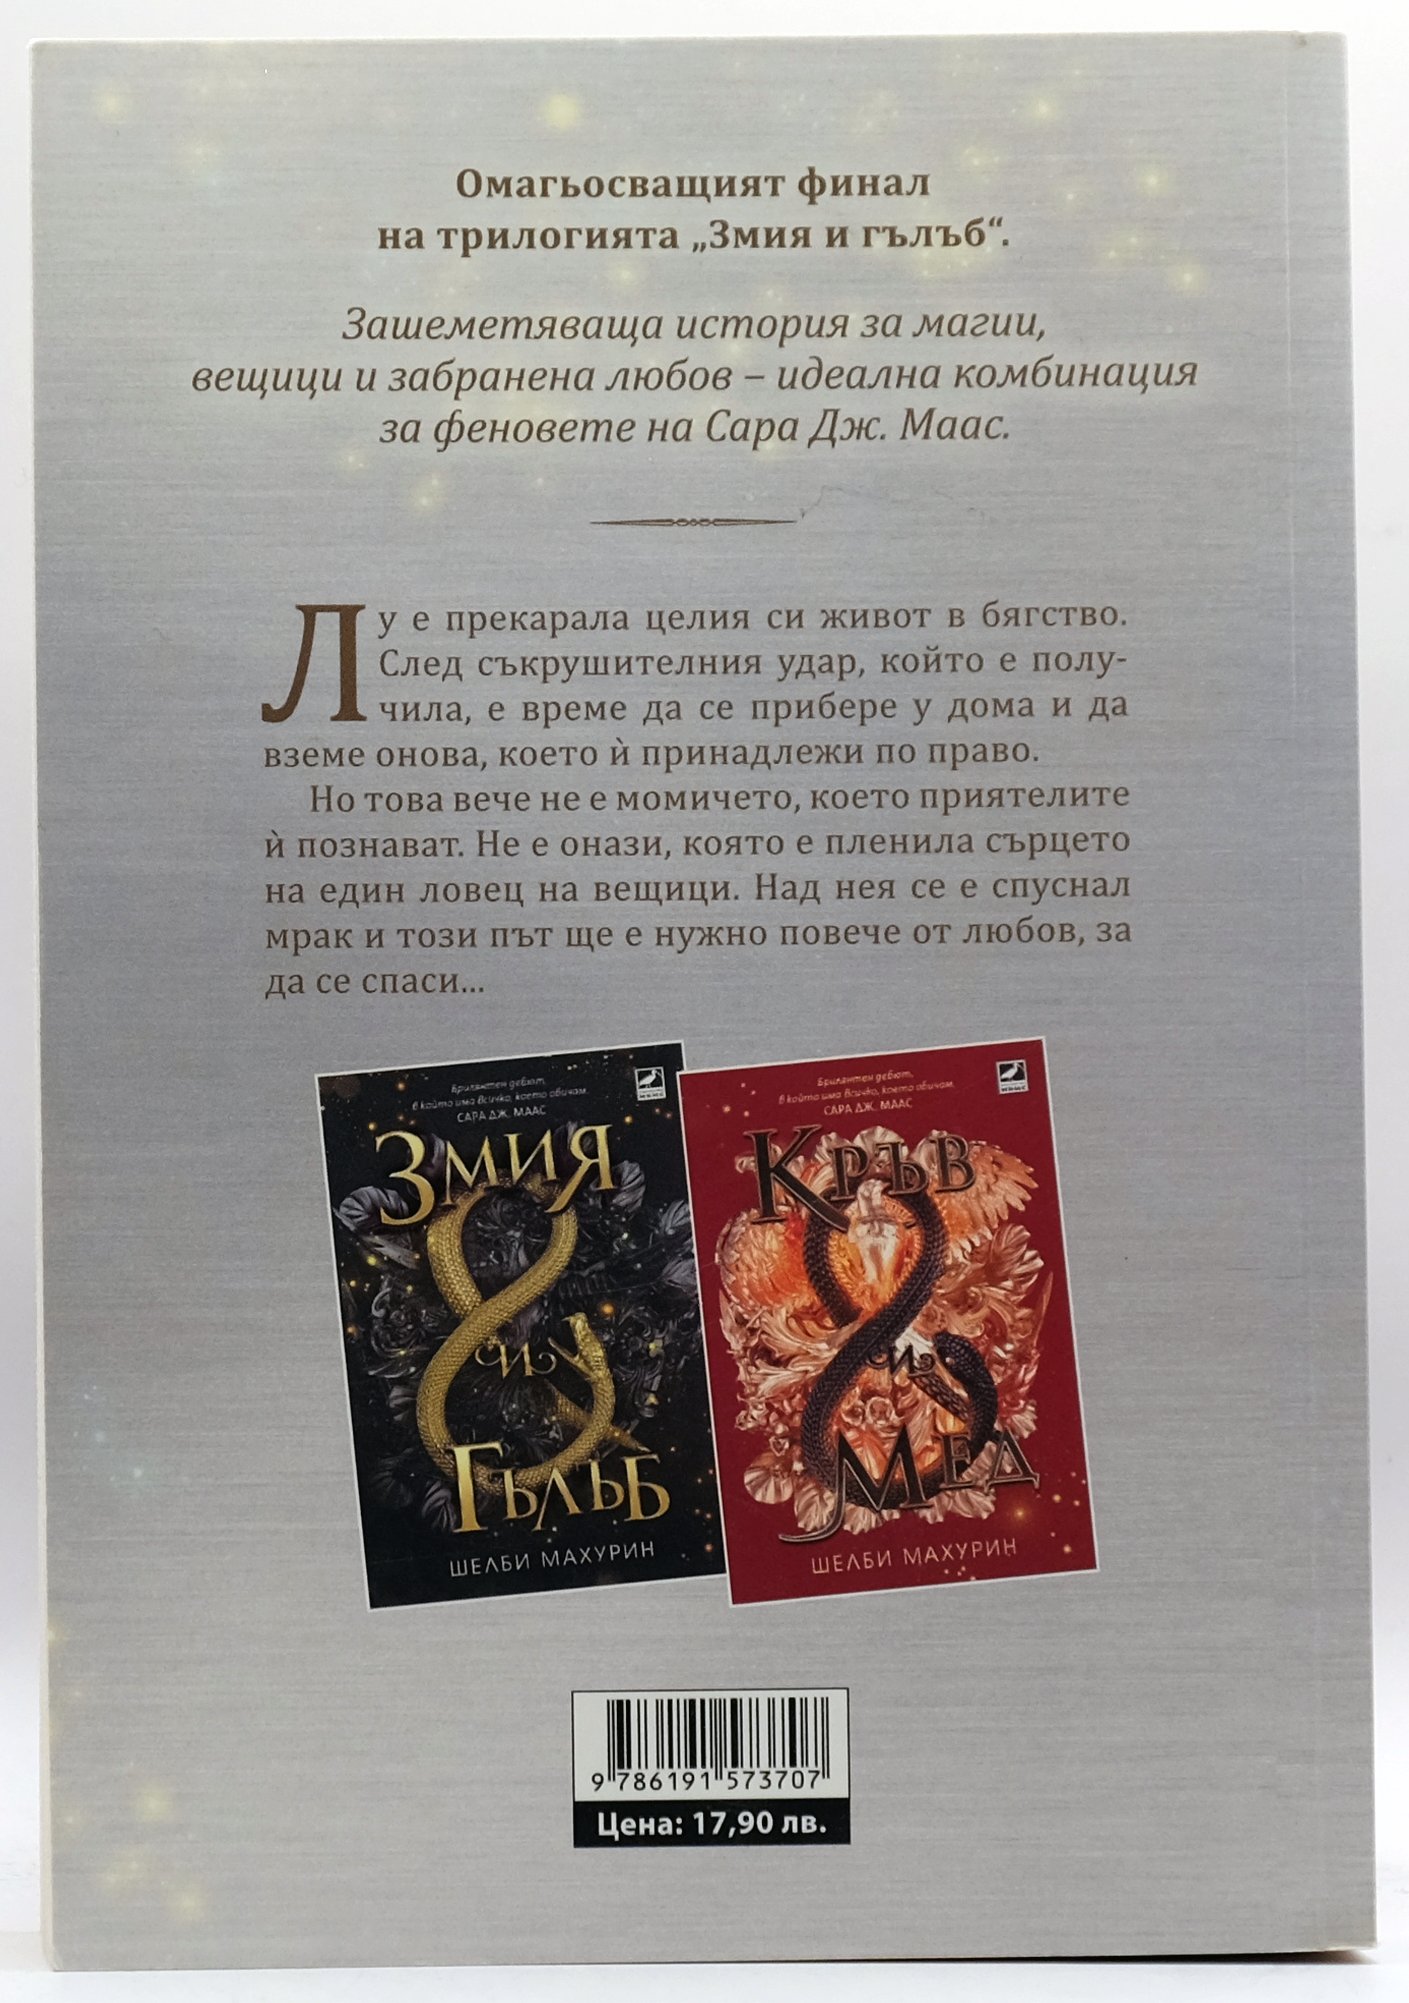 Омагьосващият финал
на трилогията „Змия и гълъб“.
Зашеметяваща история за магии,
вещици и забранена любов – идеална комбинация
за феновете на Сара Дж. Маас.
Лу е прекарала целия си живот в бягство.
След съкрушителния удар, който е полу-
чила, е време да се прибере у дома и да
вземе онова, което ѝ принадлежи по право.
Но това вече не е момичето, което приятелите
ѝ познават. Не е онази, която е пленила сърцето
на един ловец на вещици. Над нея се е спуснал
мрак и този път ще е нужно повече от любов, за
да се спаси...
Брилянтен дебют,
в който има всичко, което обичам.
САРА ДЖ. МААС
ЗМИЯ
И
ГЪЛЪБ
ШЕЛБИ МАХУРИН
Брилянтен дебют,
в който има всичко, което обичам.
САРА ДЖ. МААС
КРЪВ
И
МЕД
ШЕЛБИ МАХУРИН
9 786191 573707
Цена: 17,90 лв.